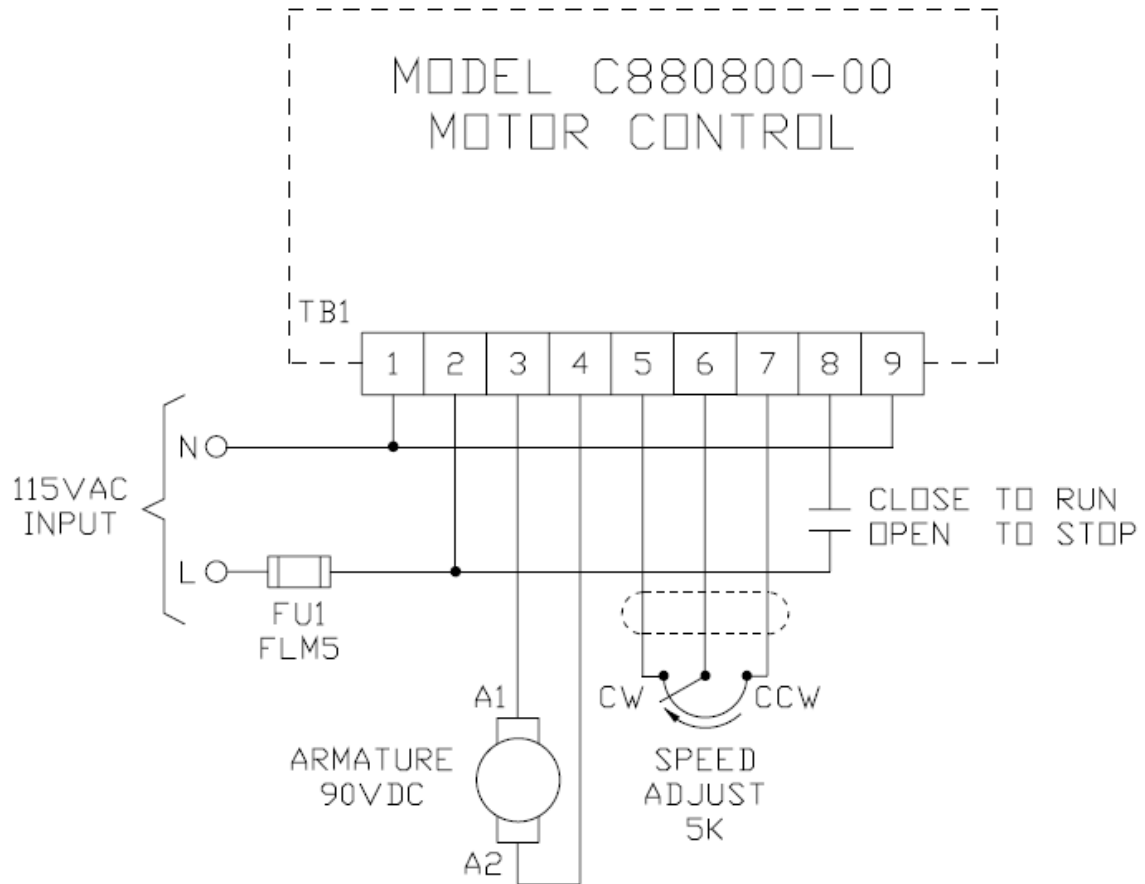 MODEL C880800-00
MOTOR CONTROL
TB1
1 2 3 4 5 6 7 8 9
N
115VAC
INPUT
L
FU1
FLM5
CLOSE TO RUN
OPEN TO STOP
A1
ARMATURE
90VDC
A2
CW
CCW
SPEED
ADJUST
5K